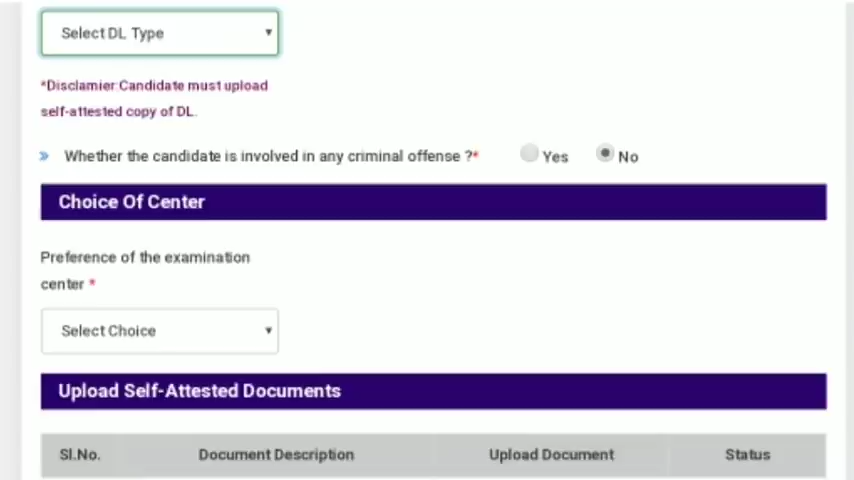 Select DL Type
*Disclamier:Candidate must upload
self-attested copy of DL.
» Whether the candidate is involved in any criminal offense ?* Yes No
Choice Of Center
Preference of the examination
center *
Select Choice
Upload Self-Attested Documents
Sl.No. Document Description Upload Document Status